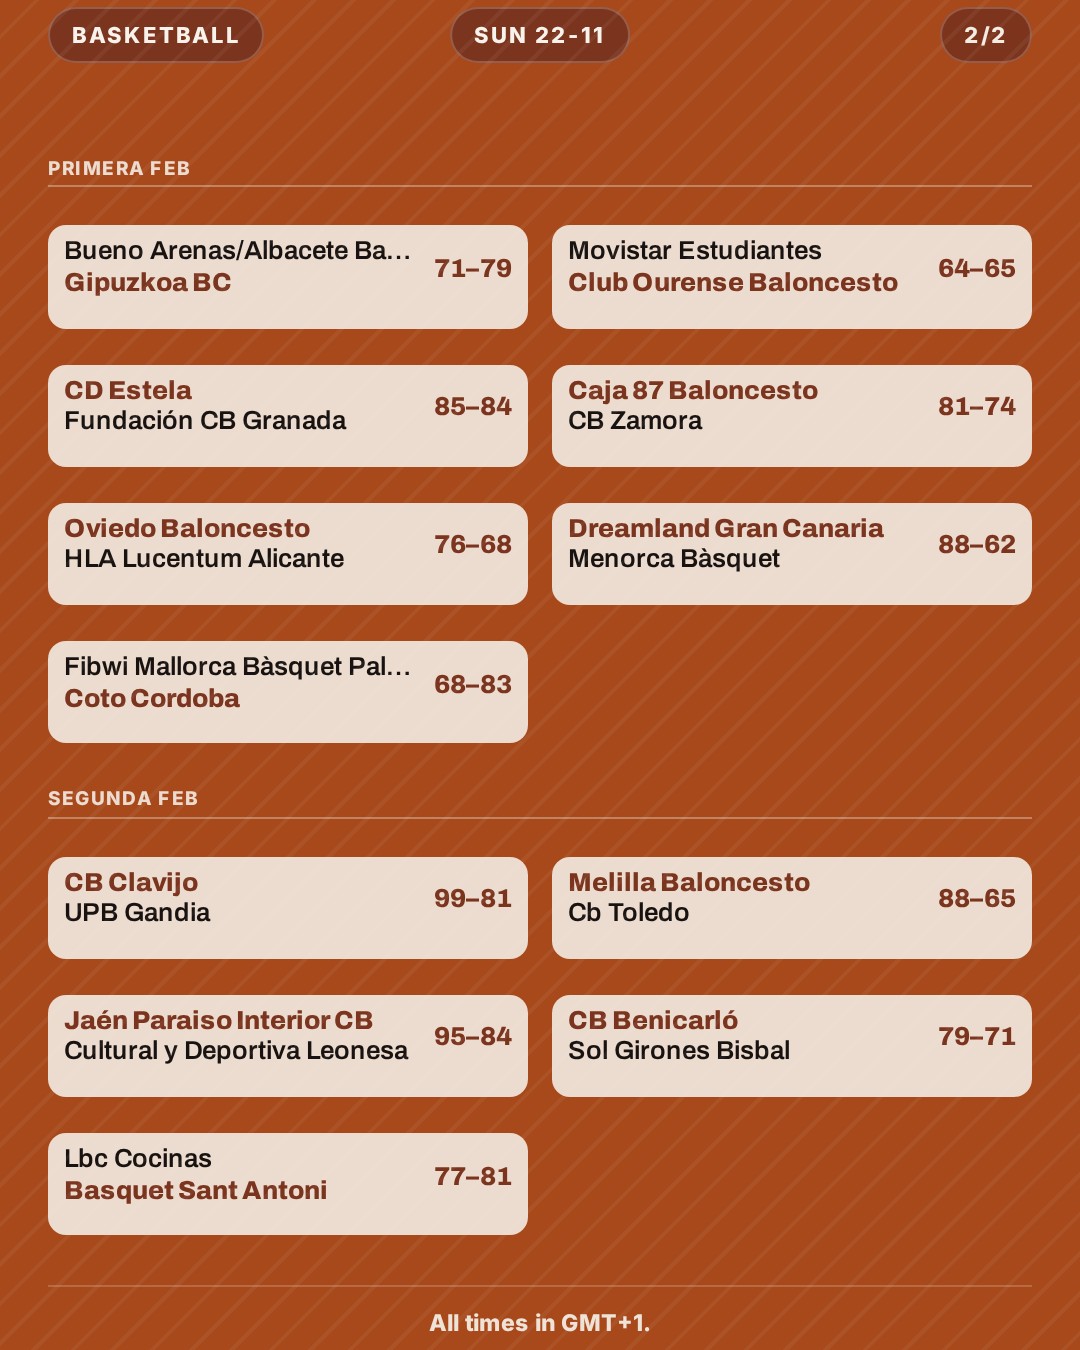 BASKETBALL
SUN 22-11
2/2
PRIMERA FEB
Bueno Arenas/Albacete Ba...
Gipuzkoa BC
71–79
Movistar Estudiantes
Club Ourense Baloncesto
64–65
CD Estela
Fundación CB Granada
85–84
Caja 87 Baloncesto
CB Zamora
81–74
Oviedo Baloncesto
HLA Lucentum Alicante
76–68
Dreamland Gran Canaria
Menorca Bàsquet
88–62
Fibwi Mallorca Bàsquet Pal...
Coto Cordoba
68–83
SEGUNDA FEB
CB Clavijo
UPB Gandia
99–81
Melilla Baloncesto
Cb Toledo
88–65
Jaén Paraiso Interior CB
Cultural y Deportiva Leonesa
95–84
CB Benicarló
Sol Girones Bisbal
79–71
Lbc Cocinas
Basquet Sant Antoni
77–81
All times in GMT+1.